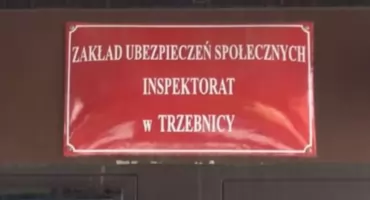 ZAKŁAD UBEZPIECZEŃ SPOŁECZNYCH
INSPEKTORAT
w TRZEBNICY